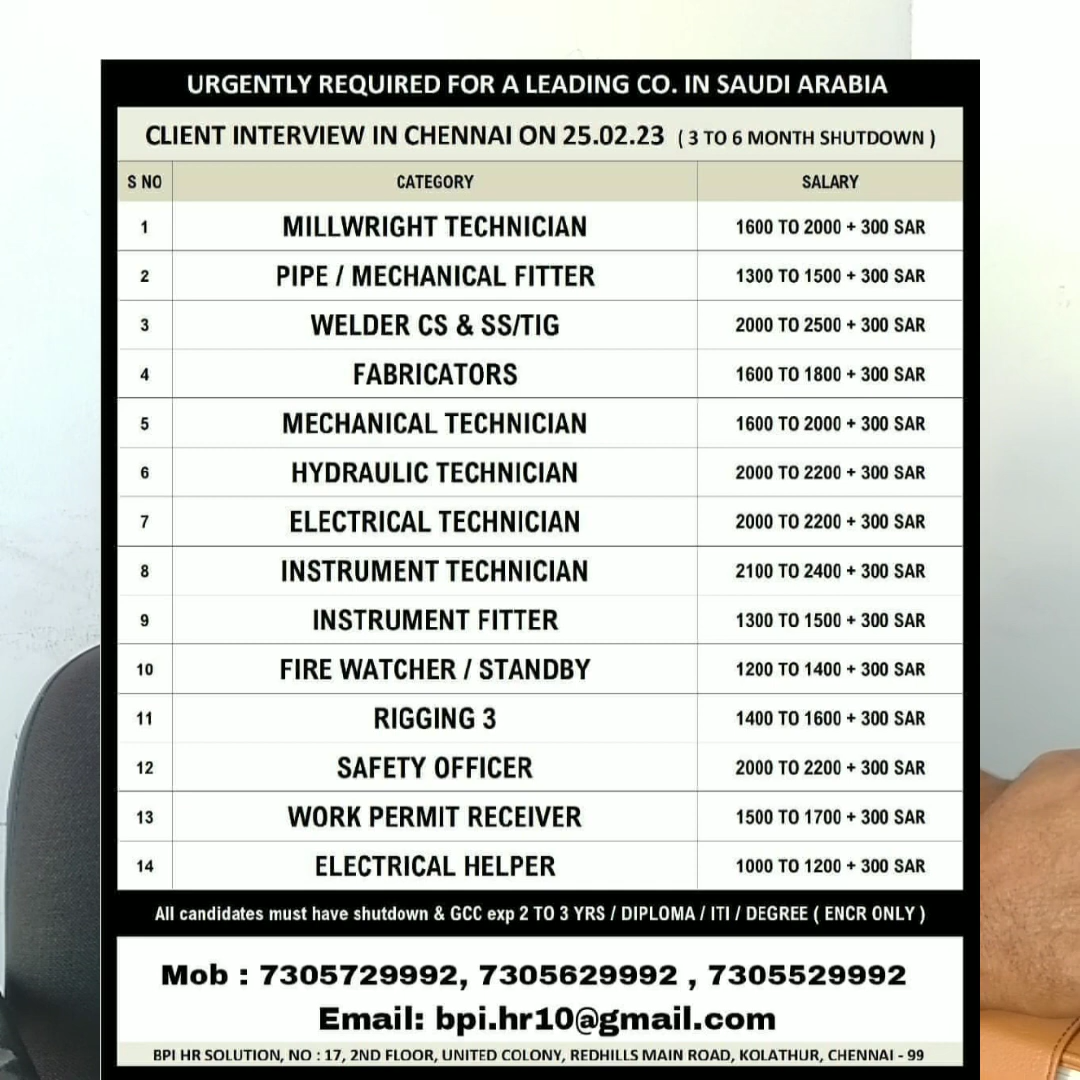 URGENTLY REQUIRED FOR A LEADING CO. IN SAUDI ARABIA
CLIENT INTERVIEW IN CHENNAI ON 25.02.23 ( 3 TO 6 MONTH SHUTDOWN )
S NO CATEGORY SALARY
1 MILLWRIGHT TECHNICIAN 1600 TO 2000 + 300 SAR
2 PIPE / MECHANICAL FITTER 1300 TO 1500 + 300 SAR
3 WELDER CS & SS/TIG 2000 TO 2500 + 300 SAR
4 FABRICATORS 1600 TO 1800 + 300 SAR
5 MECHANICAL TECHNICIAN 1600 TO 2000 + 300 SAR
6 HYDRAULIC TECHNICIAN 2000 TO 2200 + 300 SAR
7 ELECTRICAL TECHNICIAN 2000 TO 2200 + 300 SAR
8 INSTRUMENT TECHNICIAN 2100 TO 2400 + 300 SAR
9 INSTRUMENT FITTER 1300 TO 1500 + 300 SAR
10 FIRE WATCHER / STANDBY 1200 TO 1400 + 300 SAR
11 RIGGING 3 1400 TO 1600 + 300 SAR
12 SAFETY OFFICER 2000 TO 2200 + 300 SAR
13 WORK PERMIT RECEIVER 1500 TO 1700 + 300 SAR
14 ELECTRICAL HELPER 1000 TO 1200 + 300 SAR
All candidates must have shutdown & GCC exp 2 TO 3 YRS / DIPLOMA / ITI / DEGREE ( ENCR ONLY )
Mob : 7305729992, 7305629992 , 7305529992
Email: bpi.hr10@gmail.com
BPI HR SOLUTION, NO : 17, 2ND FLOOR, UNITED COLONY, REDHILLS MAIN ROAD, KOLATHUR, CHENNAI - 99